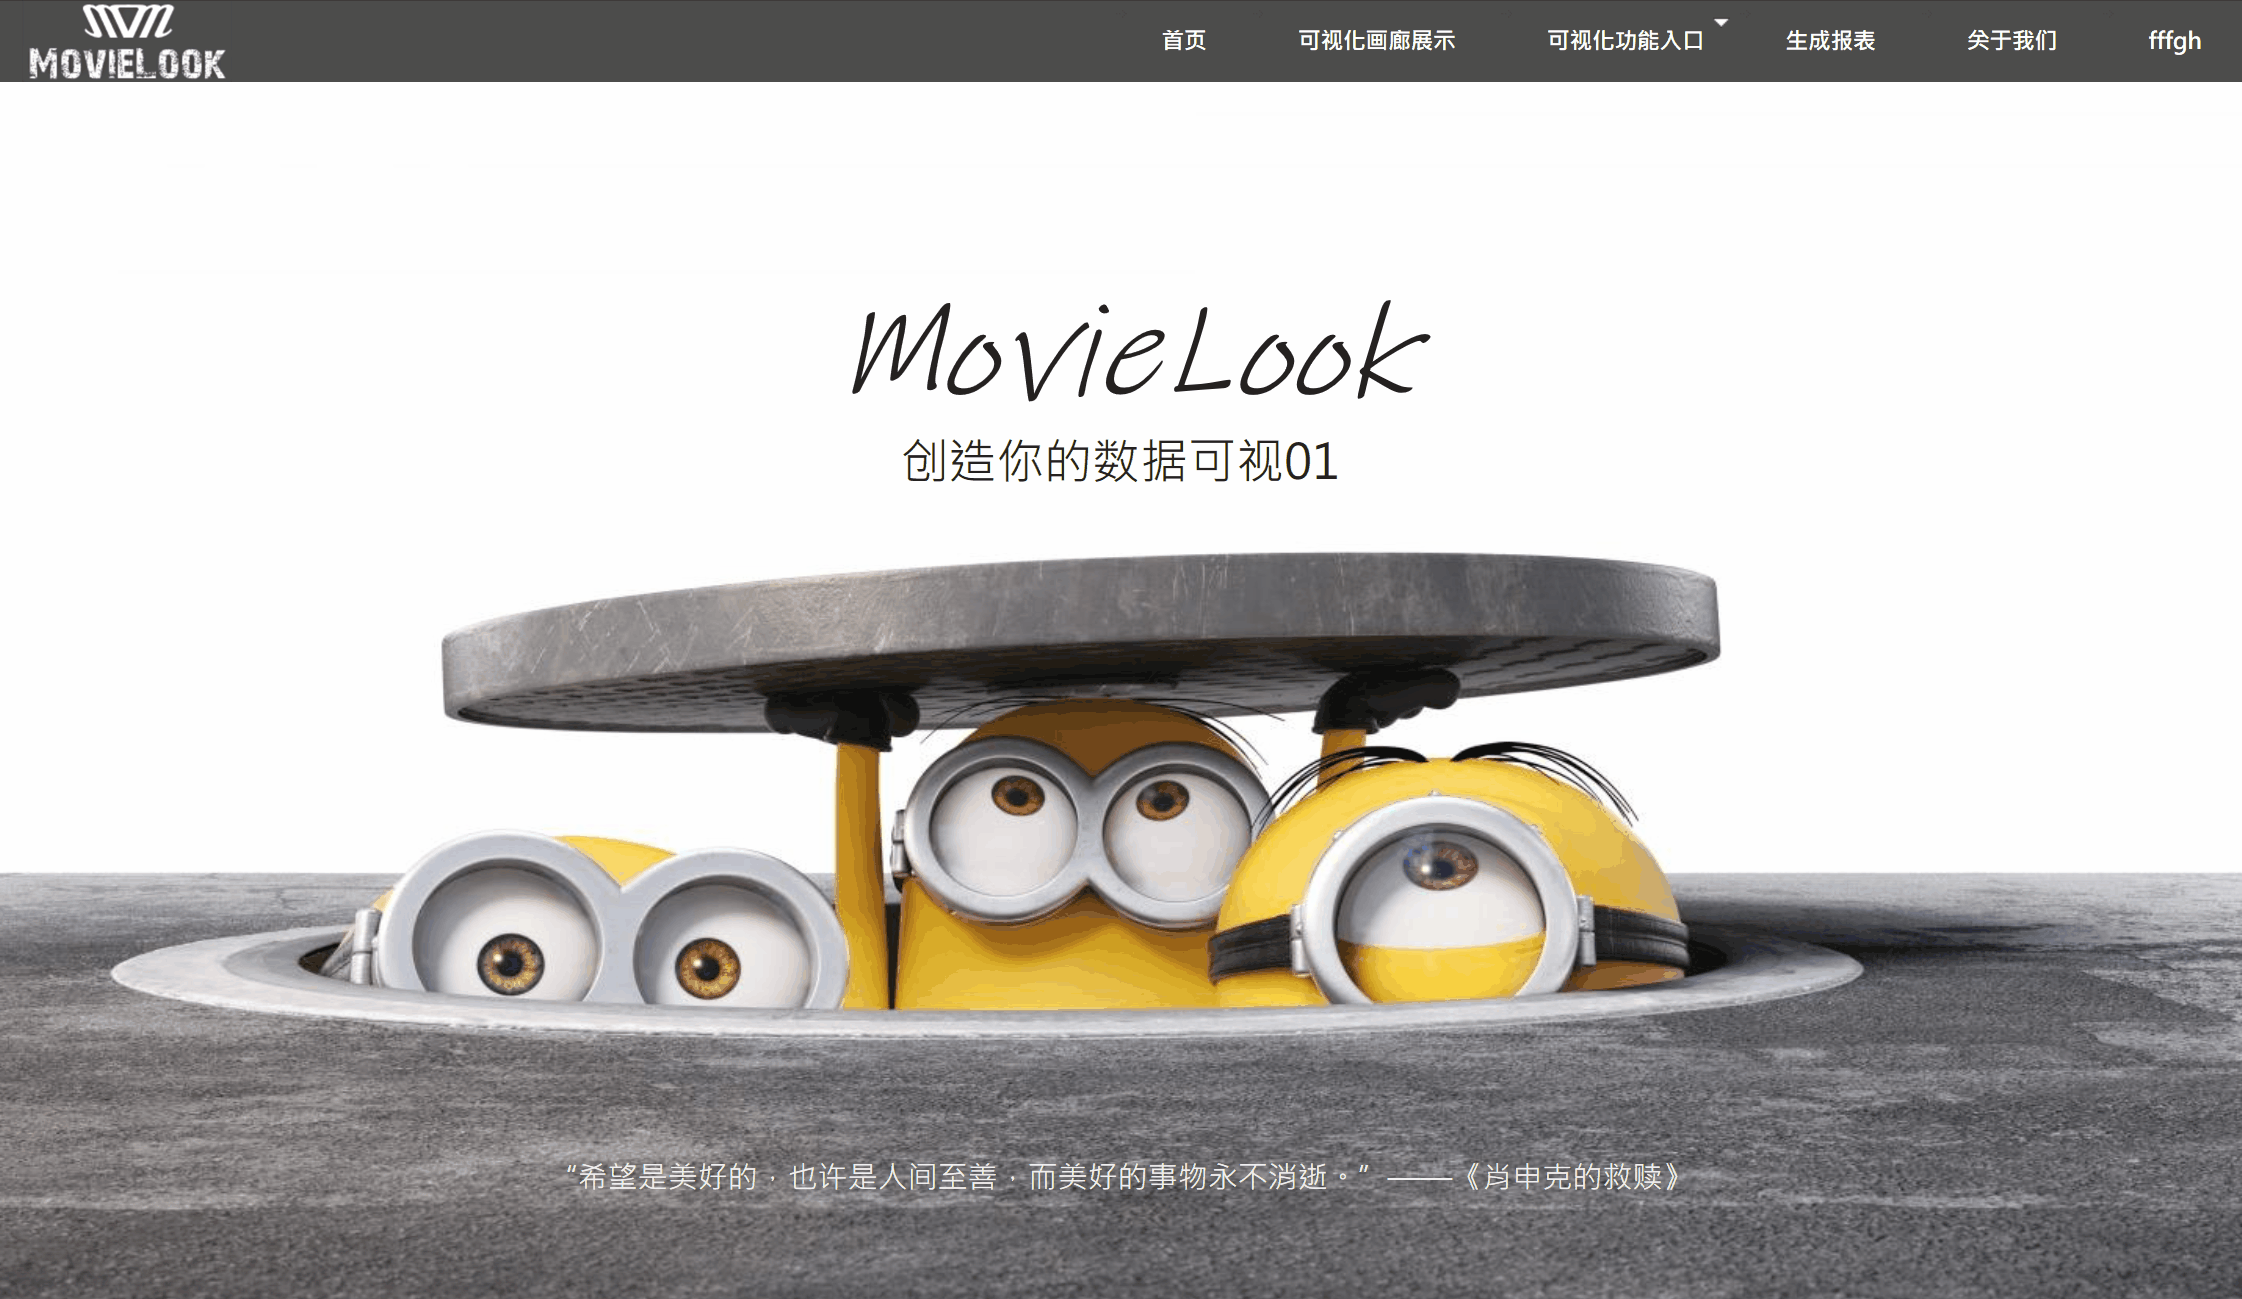 MOVIELOOK
首页 可视化画廊展示 可视化功能入口 生成报表 关于我们 fffgh
MovieLook
创造你的数据可视01
“希望是美好的，也许是人间至善，而美好的事物永不消逝。” ——《肖申克的救赎》